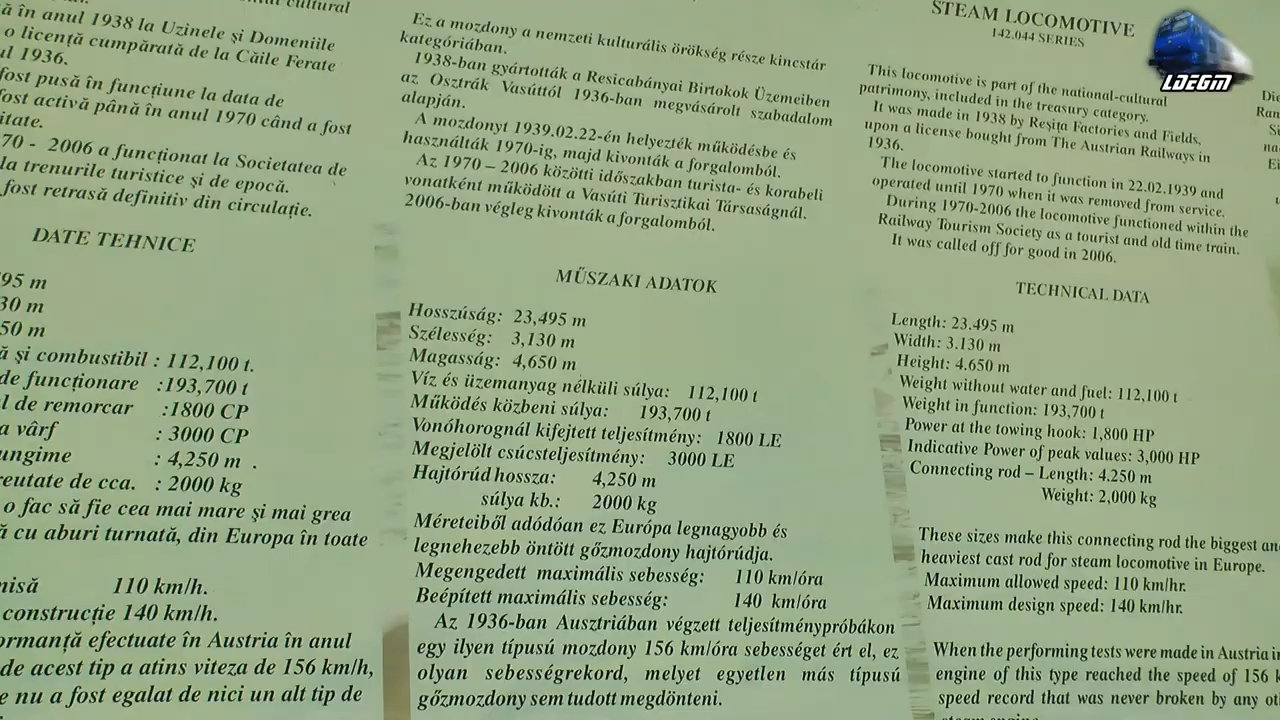 cultural
ă în anul 1938 la Uzinele și Domeniile
o licență cumpărată de la Căile Ferate
ul 1936.
fost pusă în funcțiune la data de
fost activă până în anul 1970 când a fost
itate.
70 - 2006 a funcționat la Societatea de
la trenurile turistice și de epocă.
fost retrasă definitiv din circulație.
DATE TEHNICE
95 m
30 m
50 m
ă și combustibil : 112,100 t.
de funcționare :193,700 t
l de remorcar :1800 CP
a vârf : 3000 CP
ungime : 4,250 m .
reutate de cca. : 2000 kg
o fac să fie cea mai mare și mai grea
ă cu aburi turnată, din Europa în toate
misă 110 km/h.
construcție 140 km/h.
ormanță efectuate în Austria în anul
de acest tip a atins viteza de 156 km/h,
e nu a fost egalat de nici un alt tip de
Ez a mozdony a nemzeti kulturális örökség része kincstár
kategóriában.
1938-ban gyártották a Resicabányai Birtokok Üzemeiben
az Osztrák Vasúttól 1936-ban megvásárolt szabadalom
alapján.
A mozdonyt 1939.02.22-én helyezték működésbe és
használták 1970-ig, majd kivonták a forgalomból.
Az 1970 – 2006 közötti időszakban turista- és korabeli
vonatként működött a Vasúti Turisztikai Társaságnál.
2006-ban végleg kivonták a forgalomból.
MŰSZAKI ADATOK
Hosszúság: 23,495 m
Szélesség: 3,130 m
Magasság: 4,650 m
Víz és üzemanyag nélküli súlya: 112,100 t
Működés közbeni súlya: 193,700 t
Vonóhorognál kifejtett teljesítmény: 1800 LE
Megjelölt csúcsteljesítmény: 3000 LE
Hajtórúd hossza: 4,250 m
súlya kb.: 2000 kg
Méreteiből adódóan ez Európa legnagyobb és
legnehezebb öntött gőzmozdony hajtórúdja.
Megengedett maximális sebesség: 110 km/óra
Beépített maximális sebesség: 140 km/óra
Az 1936-ban Ausztriában végzett teljesítménypróbákon
egy ilyen típusú mozdony 156 km/óra sebességet ért el, ez
olyan sebességrekord, melyet egyetlen más típusú
gőzmozdony sem tudott megdönteni.
STEAM LOCOMOTIVE
142.044 SERIES
This locomotive is part of the national-cultural
patrimony, included in the treasury category.
It was made in 1938 by Reșița Factories and Fields,
upon a license bought from The Austrian Railways in
1936.
The locomotive started to function in 22.02.1939 and
operated until 1970 when it was removed from service.
During 1970-2006 the locomotive functioned within the
Railway Tourism Society as a tourist and old time train.
It was called off for good in 2006.
TECHNICAL DATA
Length: 23.495 m
Width: 3.130 m
Height: 4.650 m
Weight without water and fuel: 112,100 t
Weight in function: 193,700 t
Power at the towing hook: 1,800 HP
Indicative Power of peak values: 3,000 HP
Connecting rod – Length: 4.250 m
Weight: 2,000 kg
These sizes make this connecting rod the biggest an
heaviest cast rod for steam locomotive in Europe.
Maximum allowed speed: 110 km/hr.
Maximum design speed: 140 km/hr.
When the performing tests were made in Austria i
engine of this type reached the speed of 156 k
speed record that was never broken by any ot
steam engine
LDEGM
Die
Ran